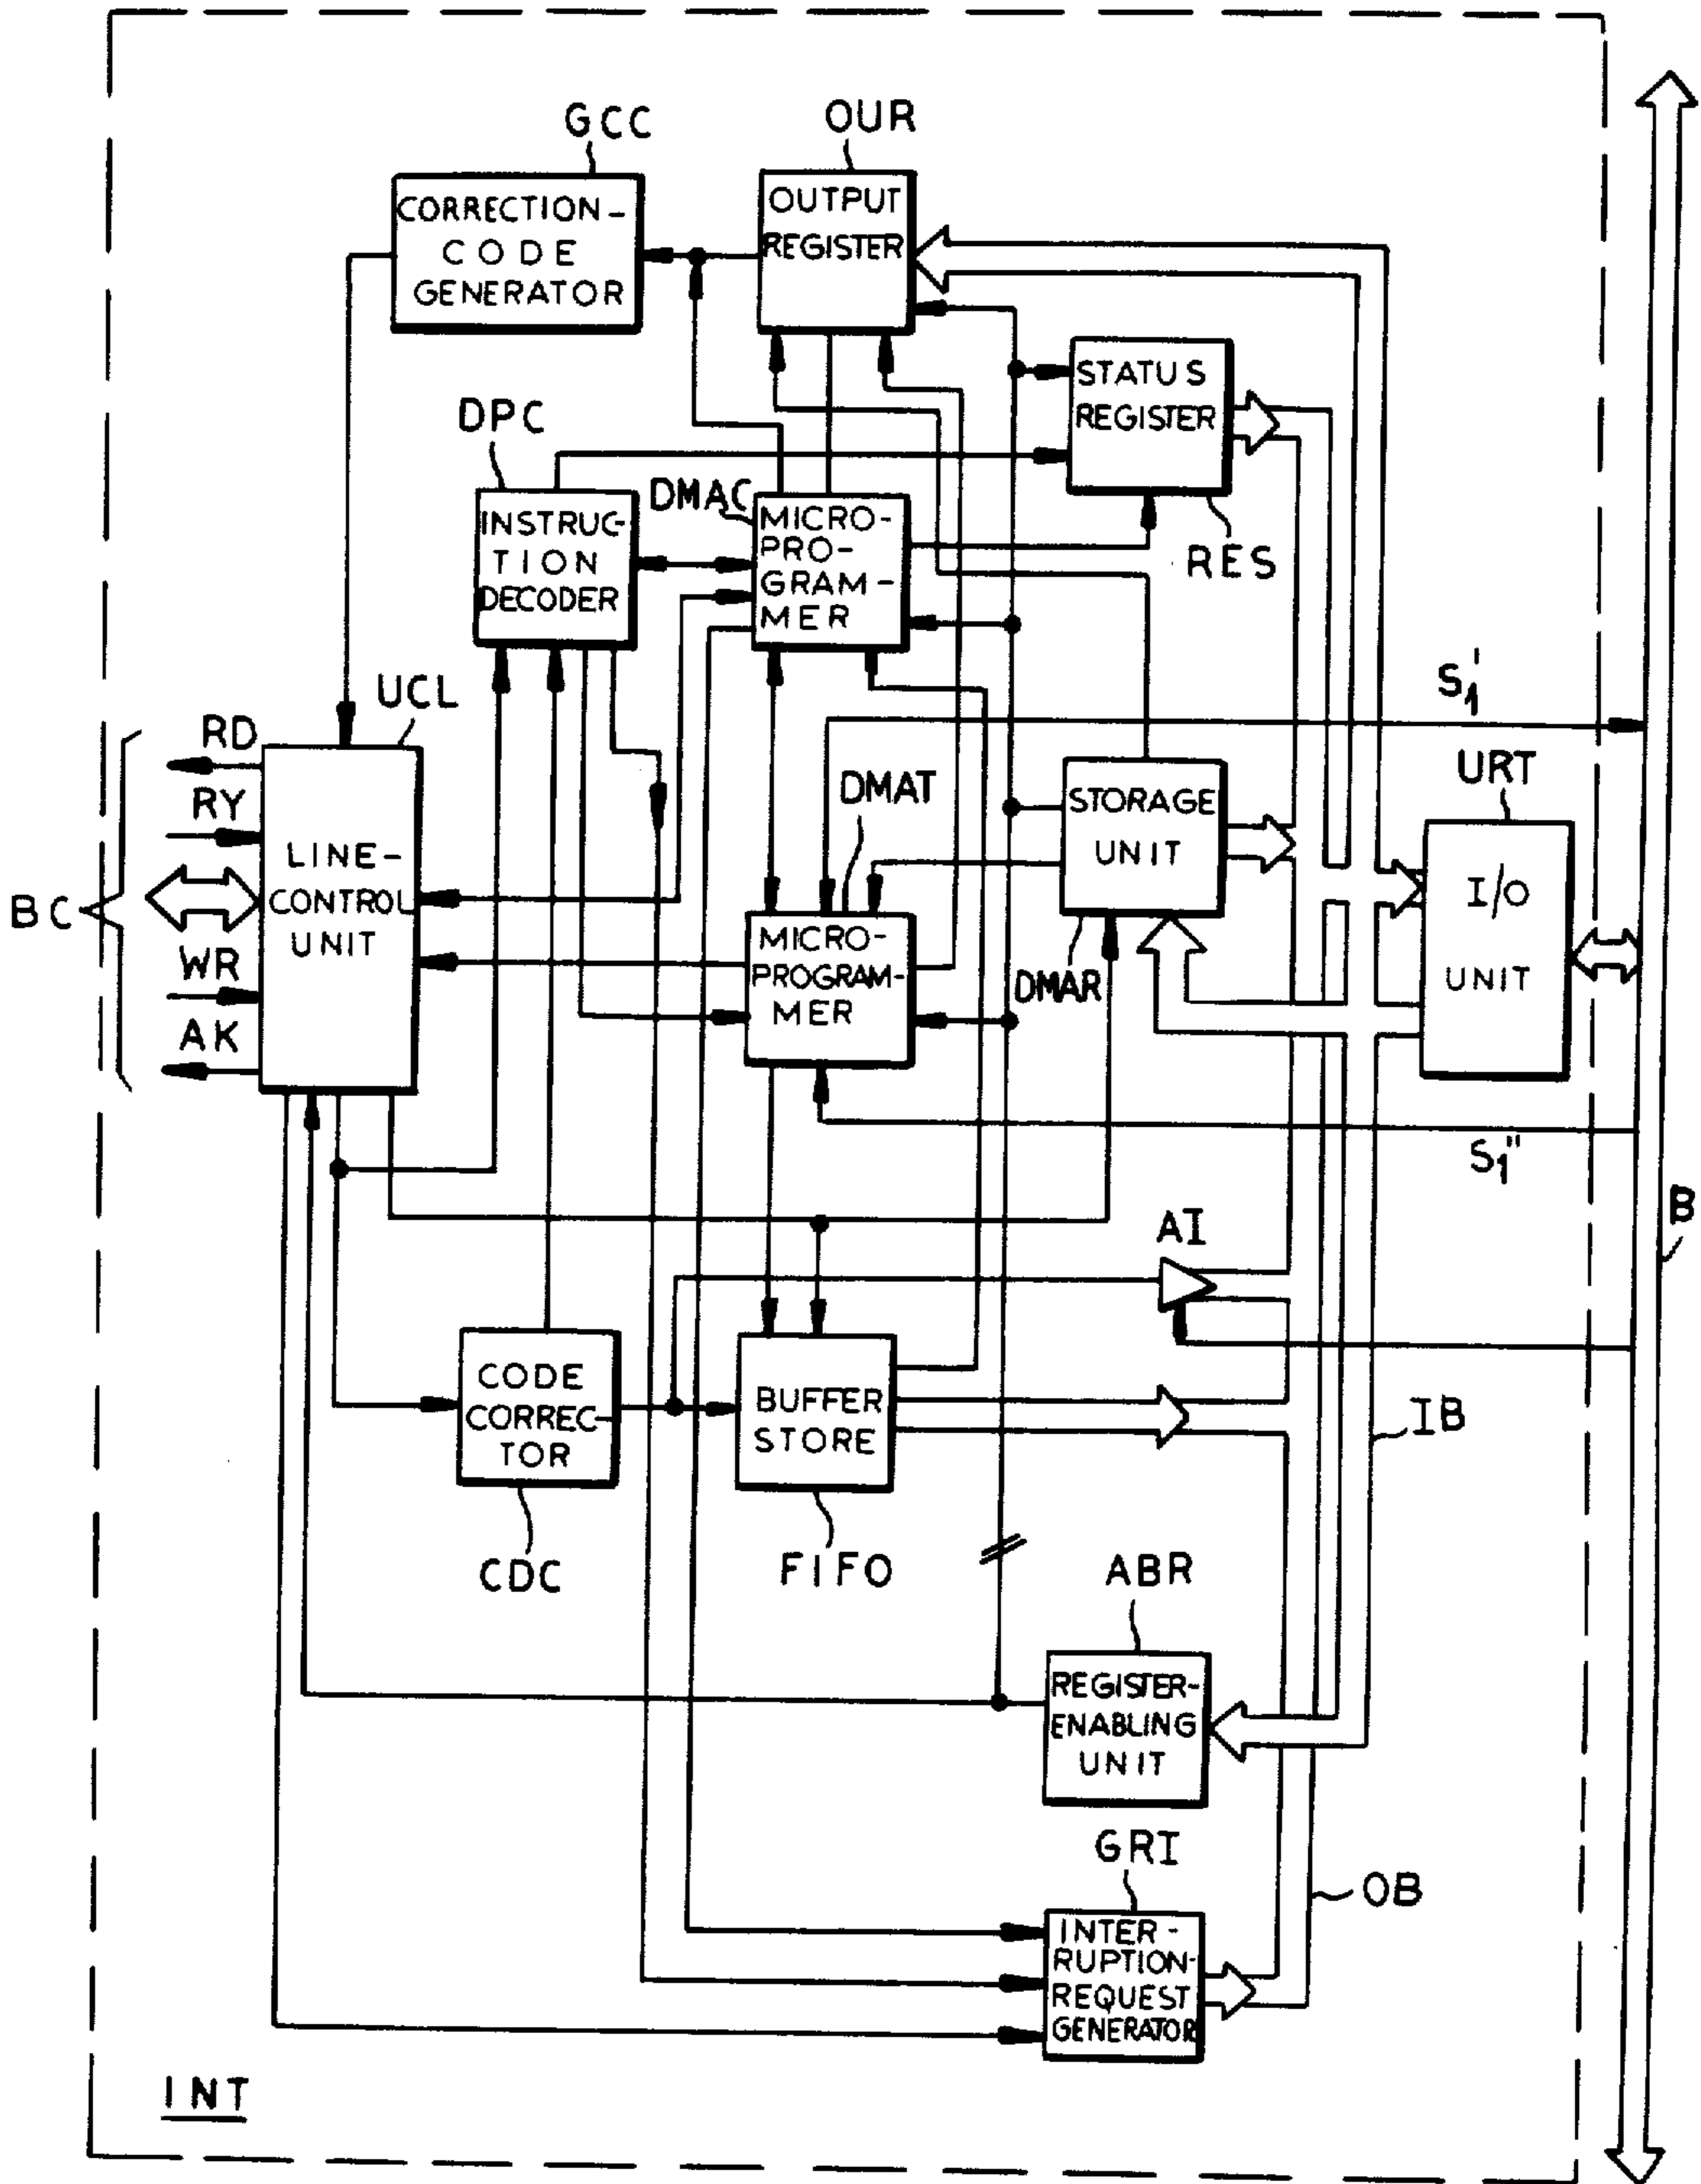 GCC
OUR
CORRECTION-
CODE
GENERATOR
OUTPUT
REGISTER
STATUS
REGISTER
RES
DPC
INSTRUC-
TION
DECODER
DMAC
MICRO-
PRO-
GRAM-
MER
UCL
RD
RY
BC
WR
AK
LINE-
CONTROL
UNIT
S1'
DMAT
MICRO-
PROGRAM-
MER
STORAGE
UNIT
DMAR
URT
I/O
UNIT
S1"
B
AI
CODE
CORREC-
TOR
CDC
BUFFER
STORE
FIFO
IB
ABR
REGISTER-
ENABLING
UNIT
GRI
INTER-
RUPTION-
REQUEST
GENERATOR
OB
INT